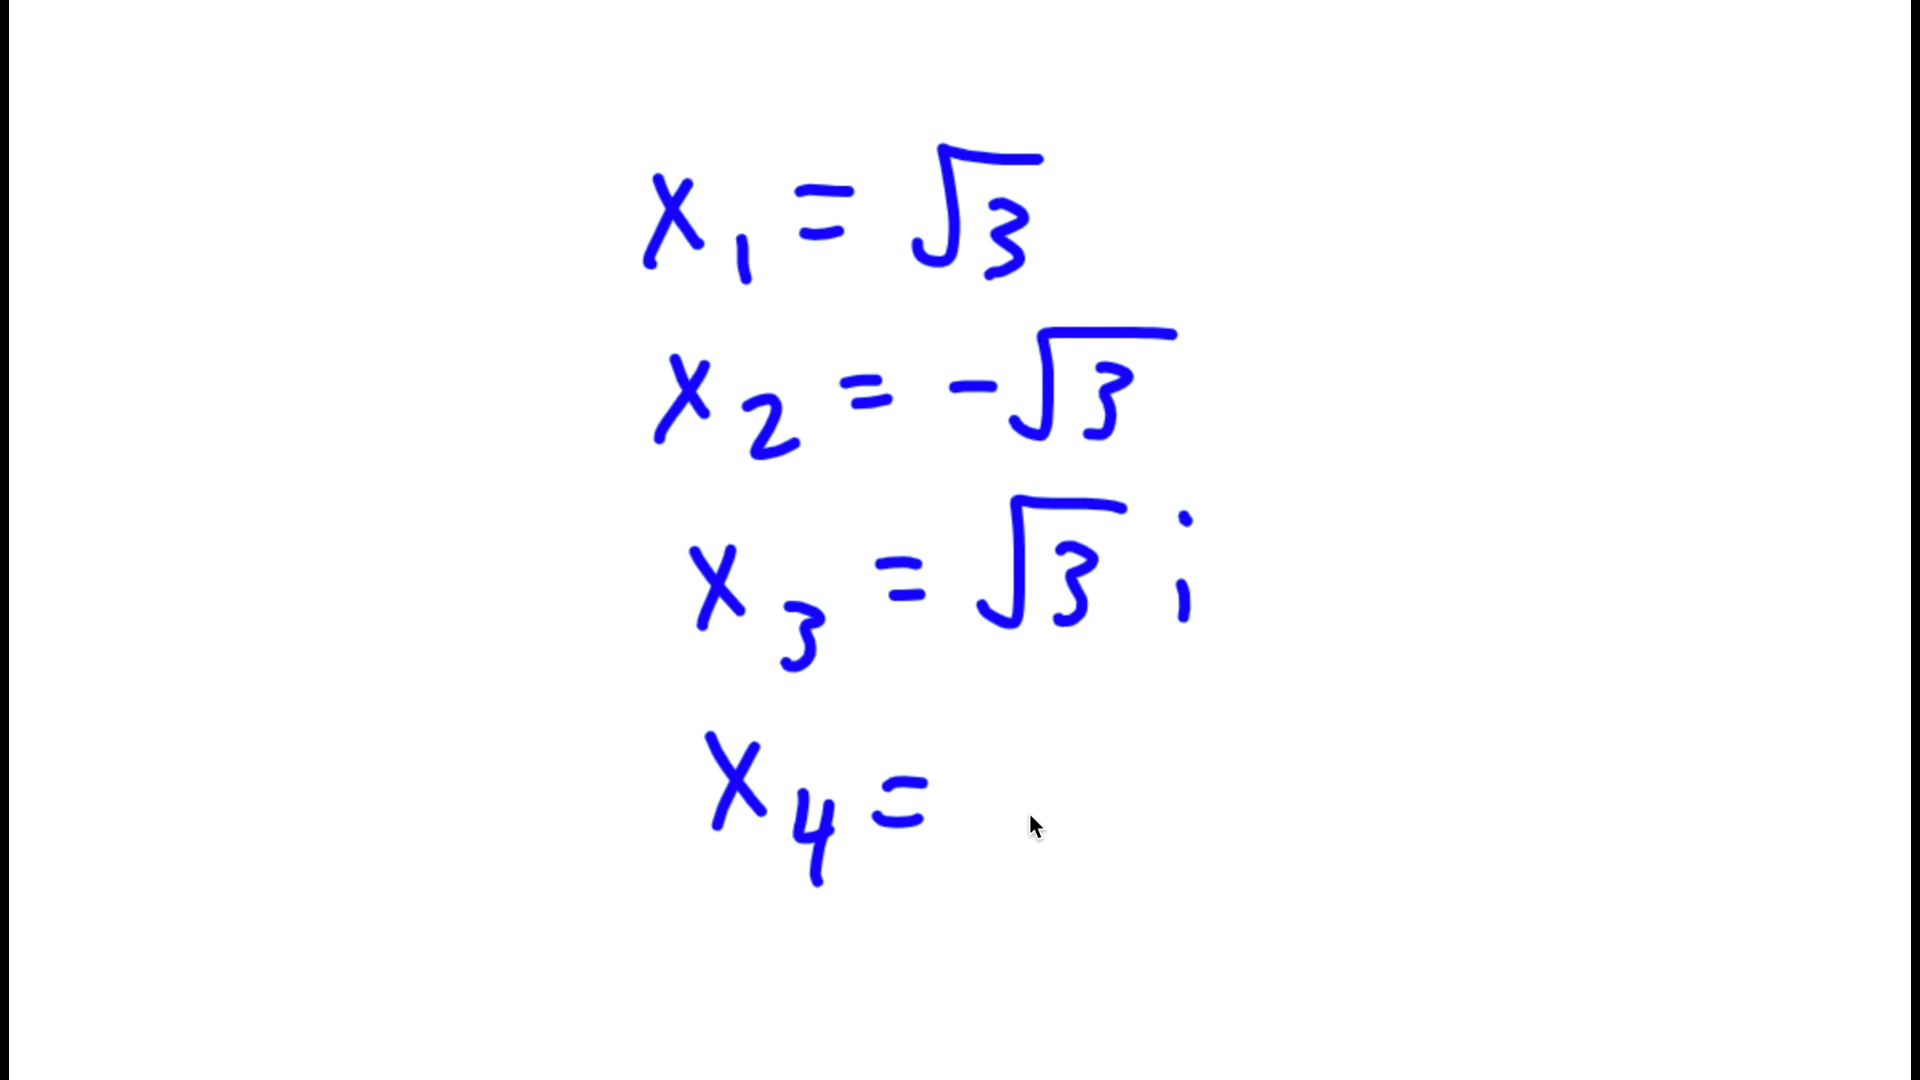 x₁ = √3
x₂ = -√3
x₃ = √3 i
x₄ =